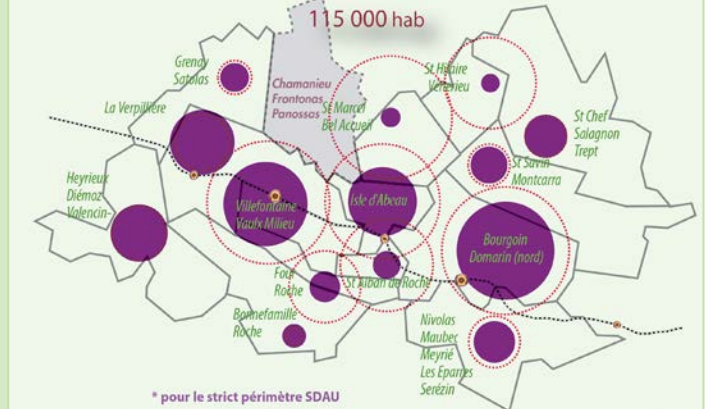 115 000 hab
Grenay
Satolas
Chamanieu
Frontonas
Panossas
St Marcel
Bel Accueil
St Hilaire
Vénérieu
La Verpillière
St Chef
Salagnon
Trept
St Savin
Montcarra
Heyrieux
Diémoz
Valencin-
Villefontaine
Vaulx Milieu
Isle d'Abeau
Bourgoin
Domarin (nord)
Four
Roche
St Alban de Roche
Bonnefamille
Roche
Nivolas
Maubec
Meyrié
Les Eparres
Serézin
* pour le strict périmètre SDAU